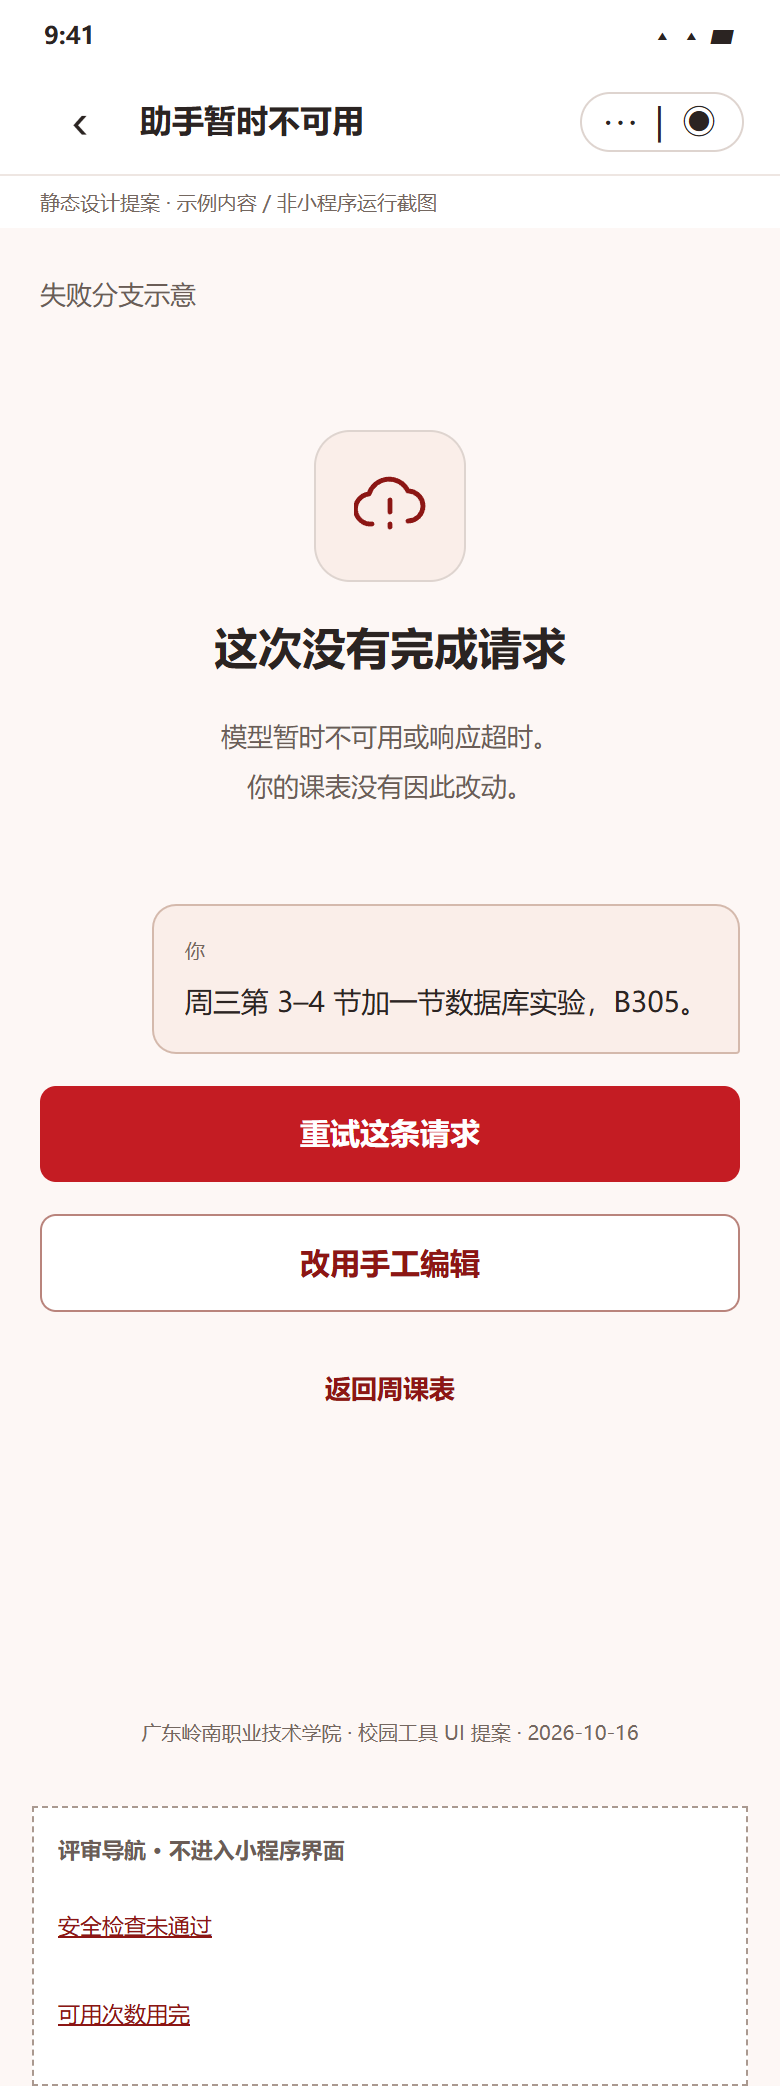 9:41
助手暂时不可用
静态设计提案 · 示例内容 / 非小程序运行截图
失败分支示意
这次没有完成请求
模型暂时不可用或响应超时。
你的课表没有因此改动。
你
周三第 3–4 节加一节数据库实验，B305。
重试这条请求
改用手工编辑
返回周课表
广东岭南职业技术学院 · 校园工具 UI 提案 · 2026-10-16
评审导航 • 不进入小程序界面
安全检查未通过
可用次数用完